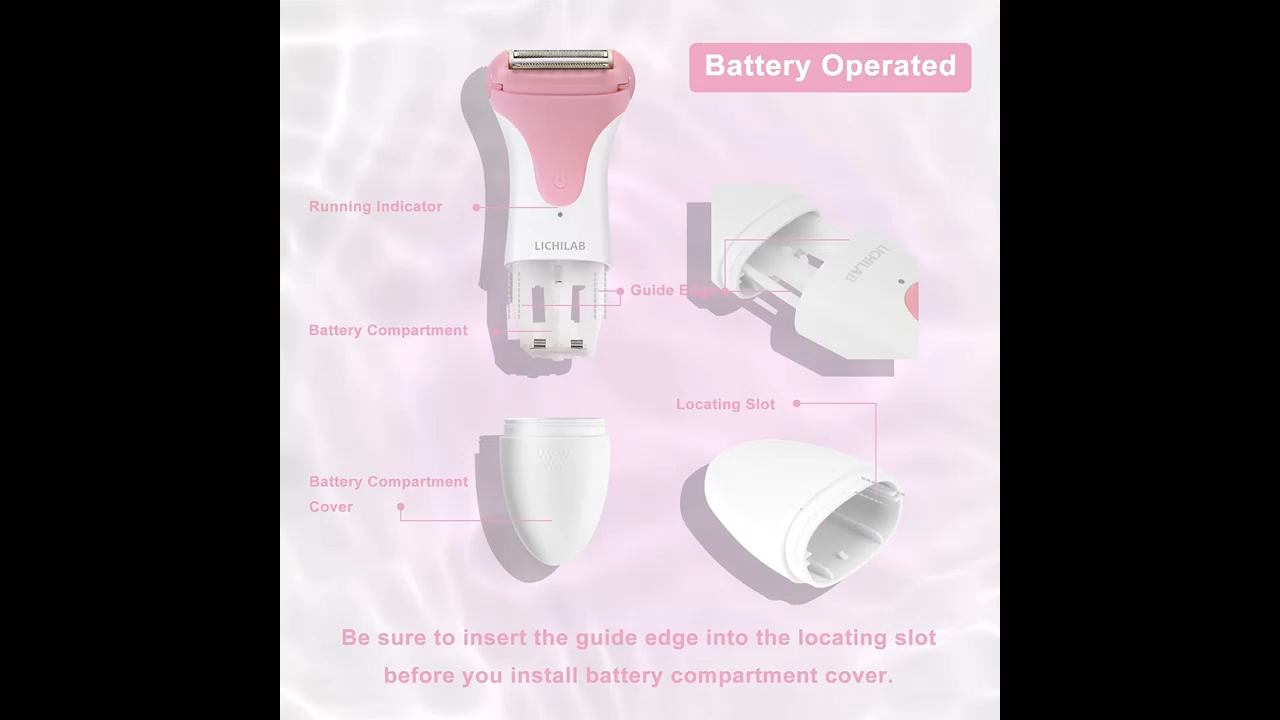 Battery Operated
Running Indicator
LICHILAB
LICHILAB
Guide Edge
Battery Compartment
Locating Slot
Battery Compartment
Cover
Be sure to insert the guide edge into the locating slot
before you install battery compartment cover.